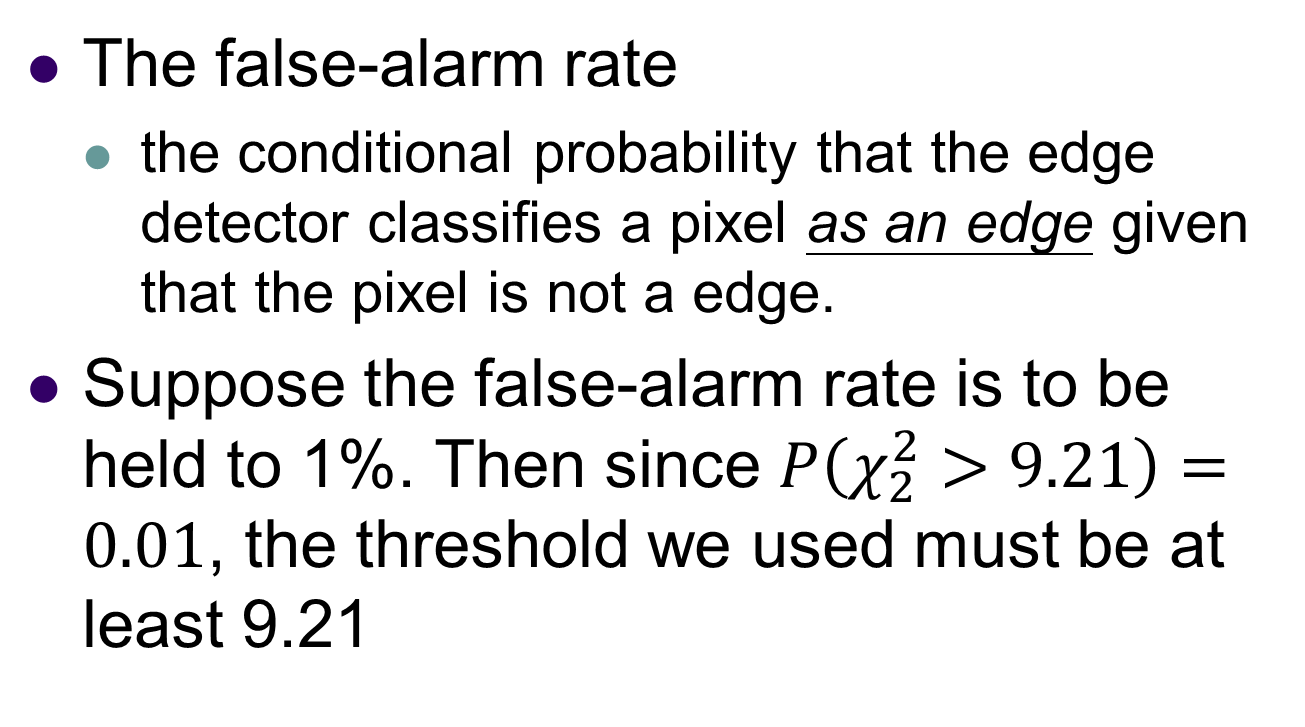 ● The false-alarm rate
● the conditional probability that the edge
detector classifies a pixel as an edge given
that the pixel is not a edge.
● Suppose the false-alarm rate is to be
held to 1%. Then since 𝑃(𝜒₂² > 9.21) =
0.01, the threshold we used must be at
least 9.21